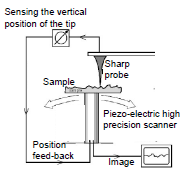 Sensing the vertical
position of the tip
Sharp
probe
Sample
Piezo-electric high
precision scanner
Position
feed-back
Image